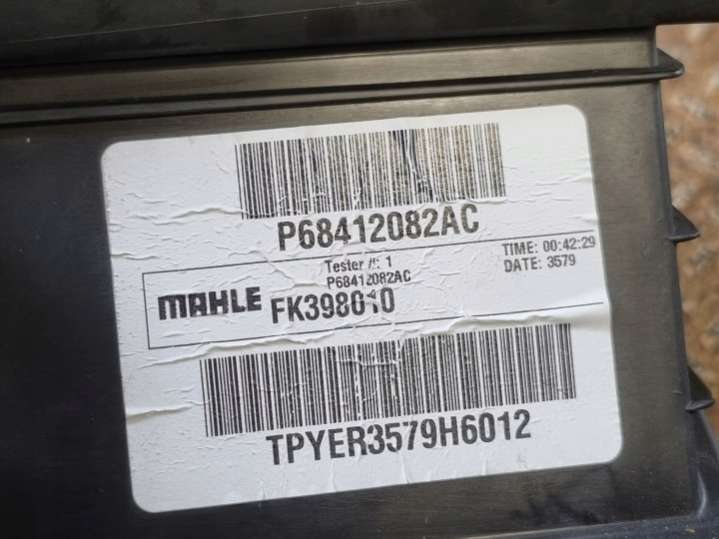 P68412082AC
Tester #: 1
P68412082AC
TIME: 00:42:29
DATE: 3579
MAHLE
FK398010
TPYER3579H6012